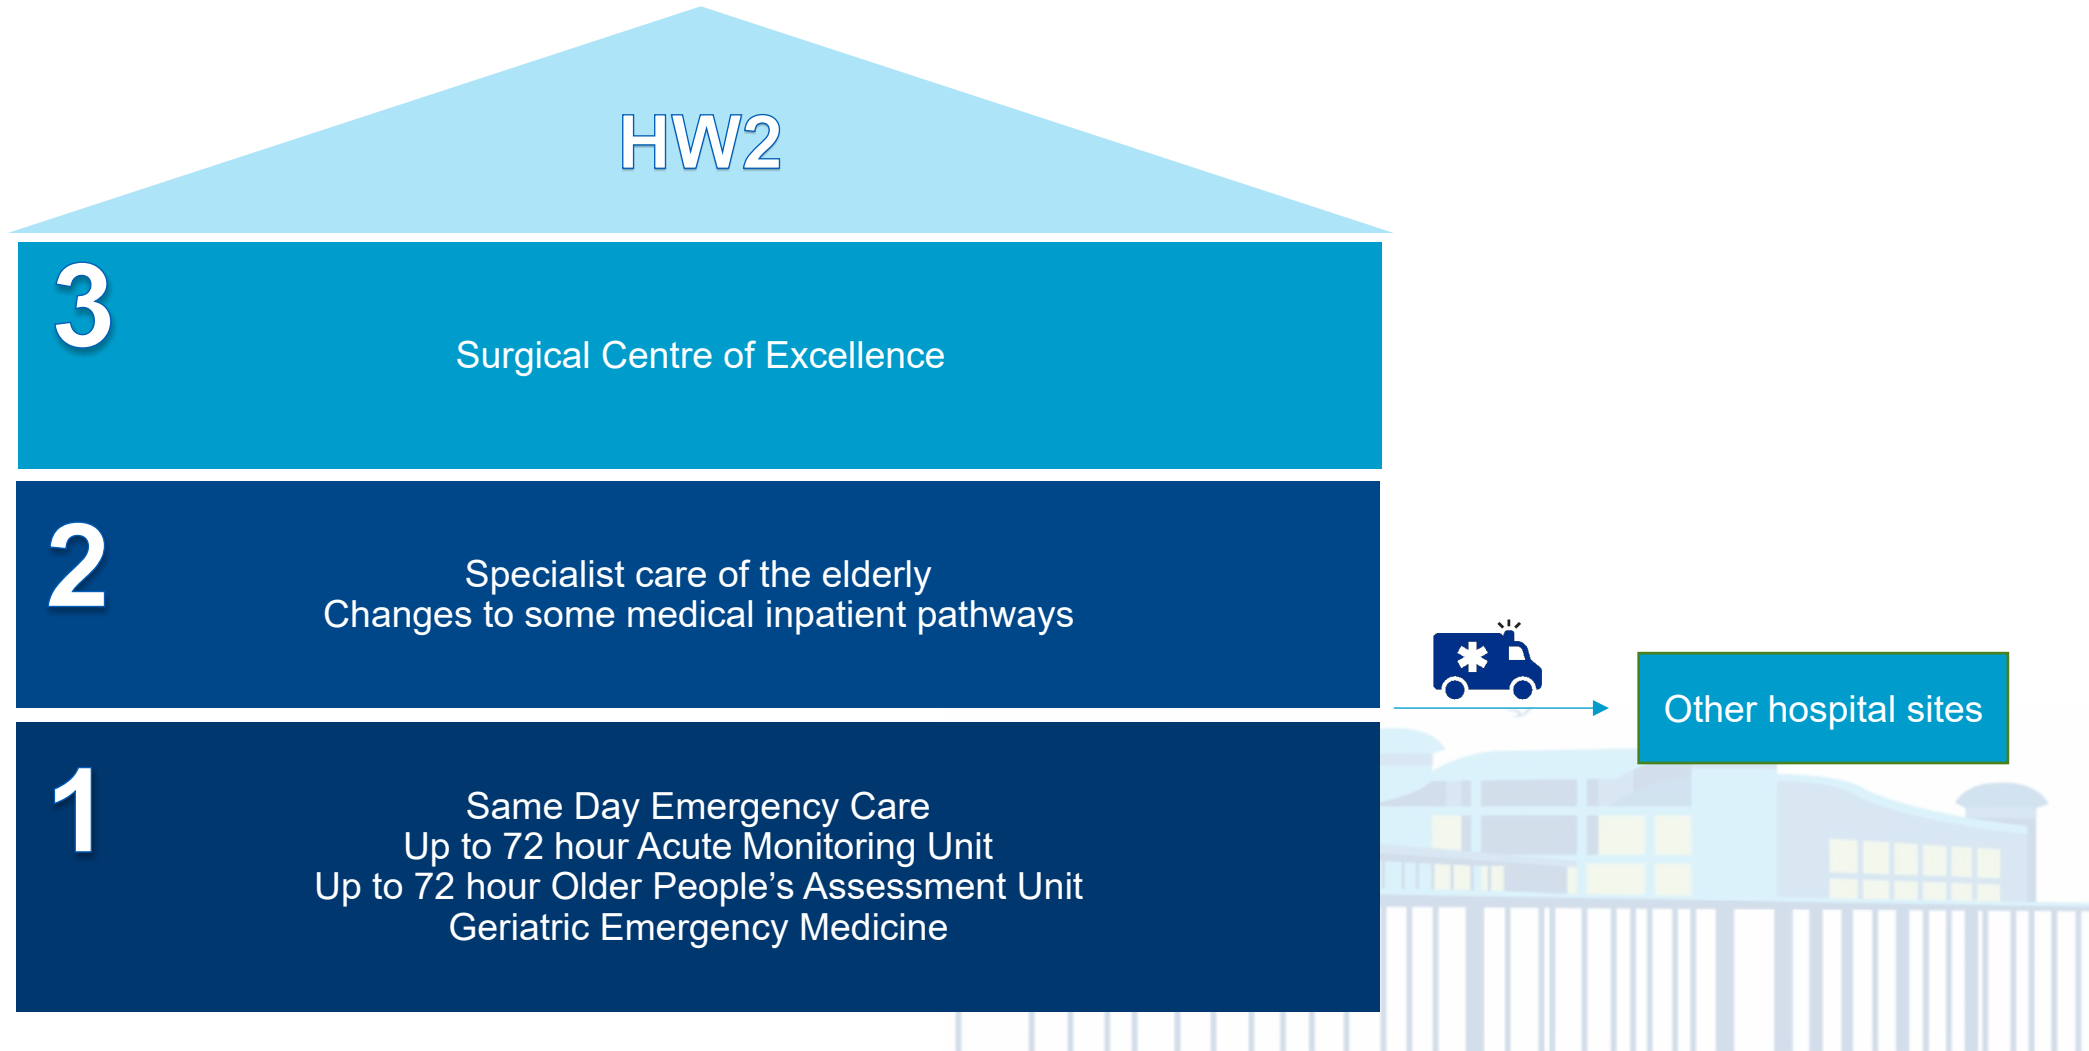 HW2
3
Surgical Centre of Excellence
2
Specialist care of the elderly
Changes to some medical inpatient pathways
Other hospital sites
1
Same Day Emergency Care
Up to 72 hour Acute Monitoring Unit
Up to 72 hour Older People’s Assessment Unit
Geriatric Emergency Medicine